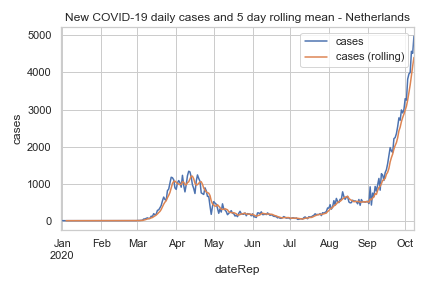 New COVID-19 daily cases and 5 day rolling mean - Netherlands
cases
cases (rolling)
5000
4000
3000
2000
1000
0
cases
Jan Feb Mar Apr May Jun Jul Aug Sep Oct
2020
dateRep